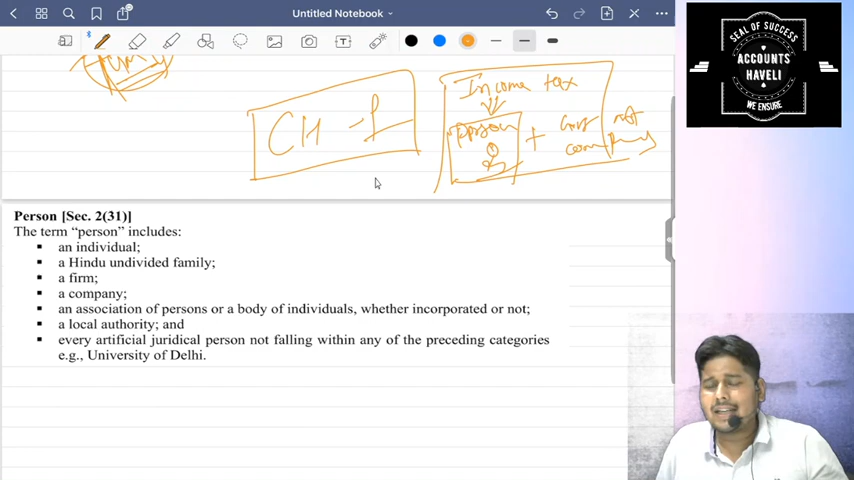 Untitled Notebook
SEAL OF SUCCESS
ACCOUNTS
HAVELI
WE ENSURE
CH - 1
Income tax
person + not
Person [Sec. 2(31)]
The term "person" includes:
▪ an individual;
▪ a Hindu undivided family;
▪ a firm;
▪ a company;
▪ an association of persons or a body of individuals, whether incorporated or not;
▪ a local authority; and
▪ every artificial juridical person not falling within any of the preceding categories
e.g., University of Delhi.